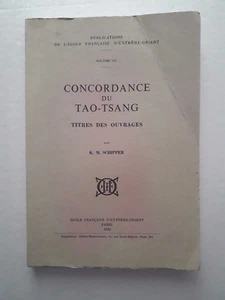 PUBLICATIONS
DE L'ÉCOLE FRANÇAISE D'EXTRÊME-ORIENT
VOLUME
CONCORDANCE
DU
TAO-TSANG
TITRES DES OUVRAGES
PAR
K. M. SCHIPPER
ÉCOLE FRANÇAISE D'EXTRÊME-ORIENT
PARIS